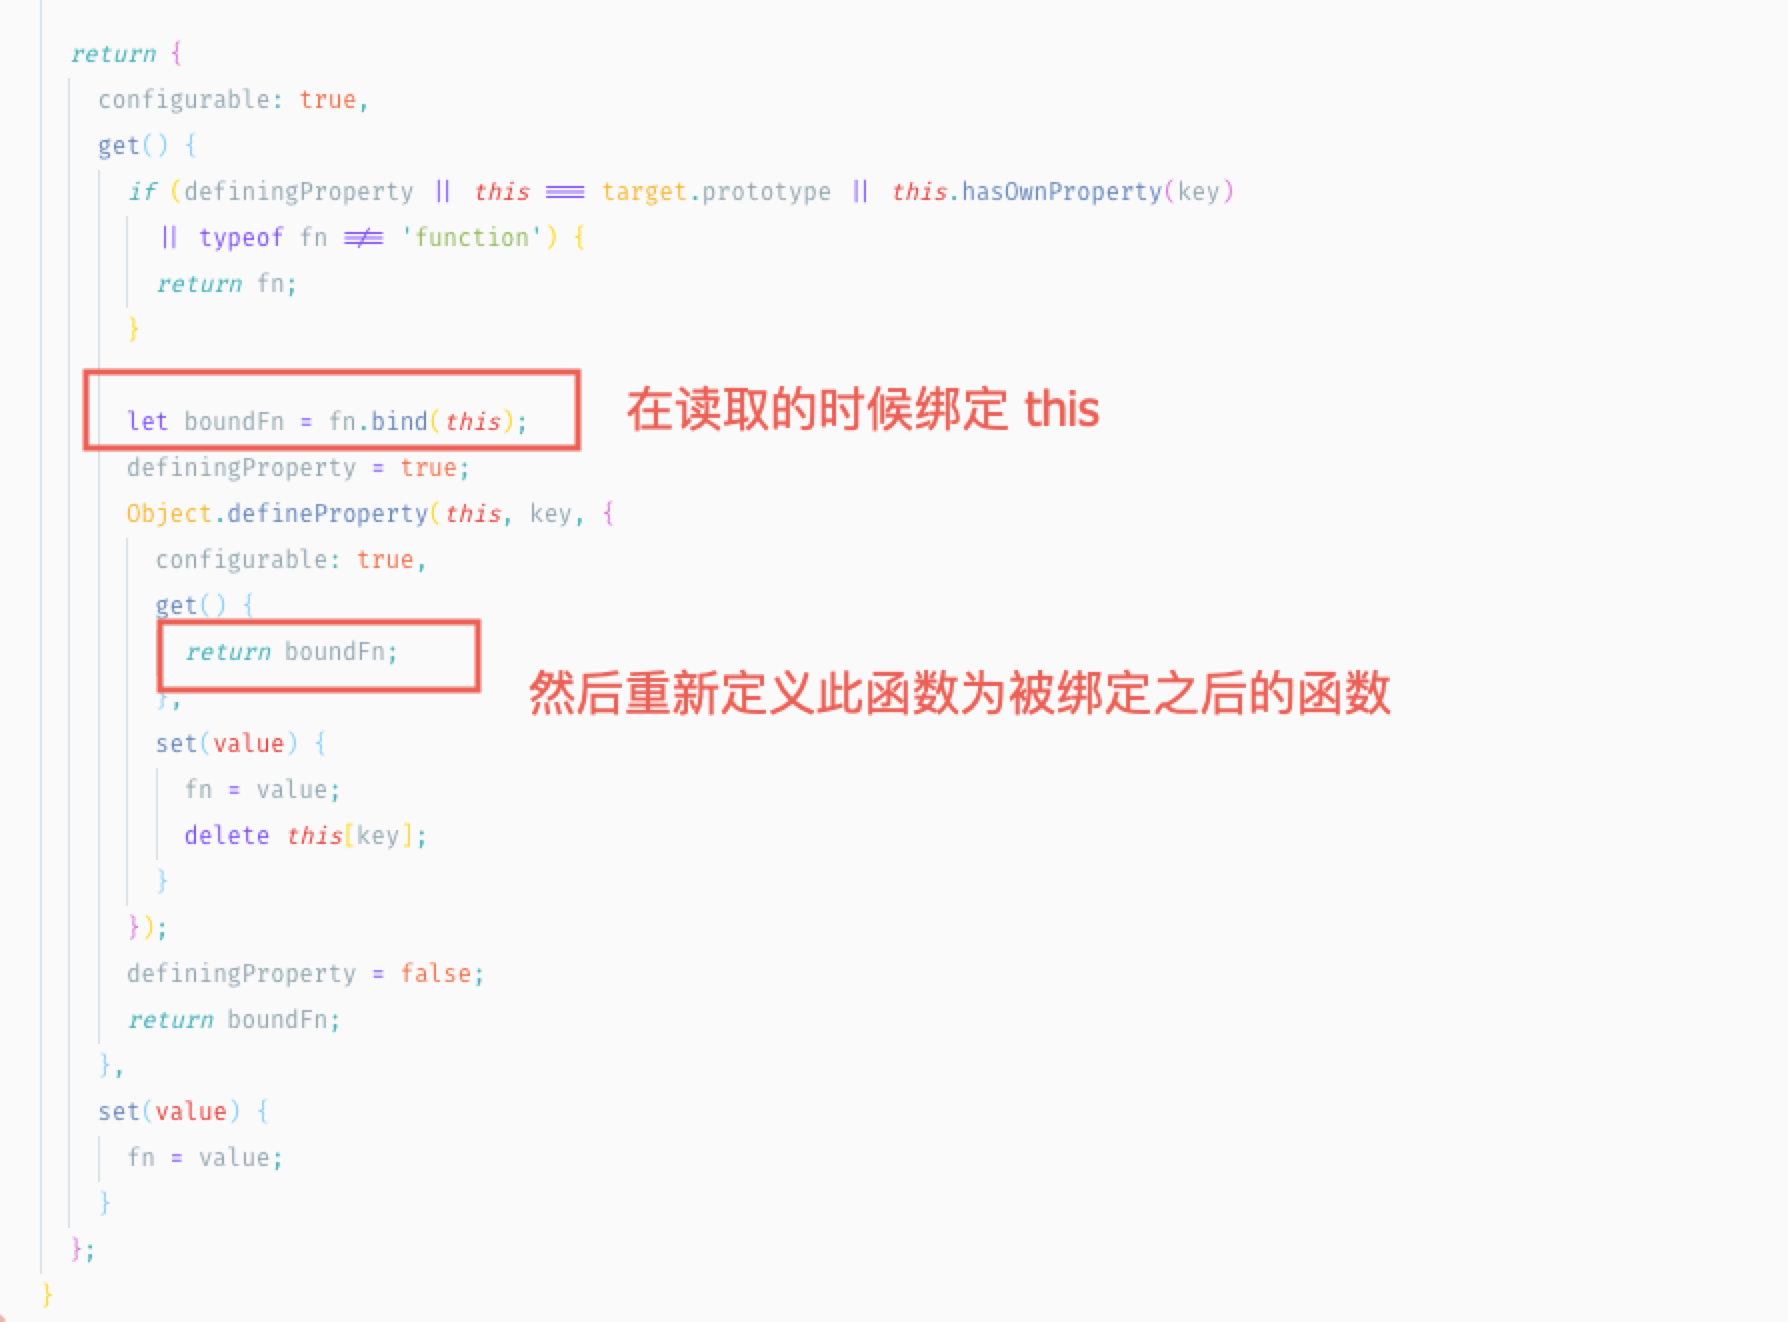 return {
configurable: true,
get() {
if (definingProperty || this === target.prototype || this.hasOwnProperty(key)
|| typeof fn !== 'function') {
return fn;
}
let boundFn = fn.bind(this);
在读取的时候绑定 this
definingProperty = true;
Object.defineProperty(this, key, {
configurable: true,
get() {
return boundFn;
然后重新定义此函数为被绑定之后的函数
},
set(value) {
fn = value;
delete this[key];
}
});
definingProperty = false;
return boundFn;
},
set(value) {
fn = value;
}
};
}